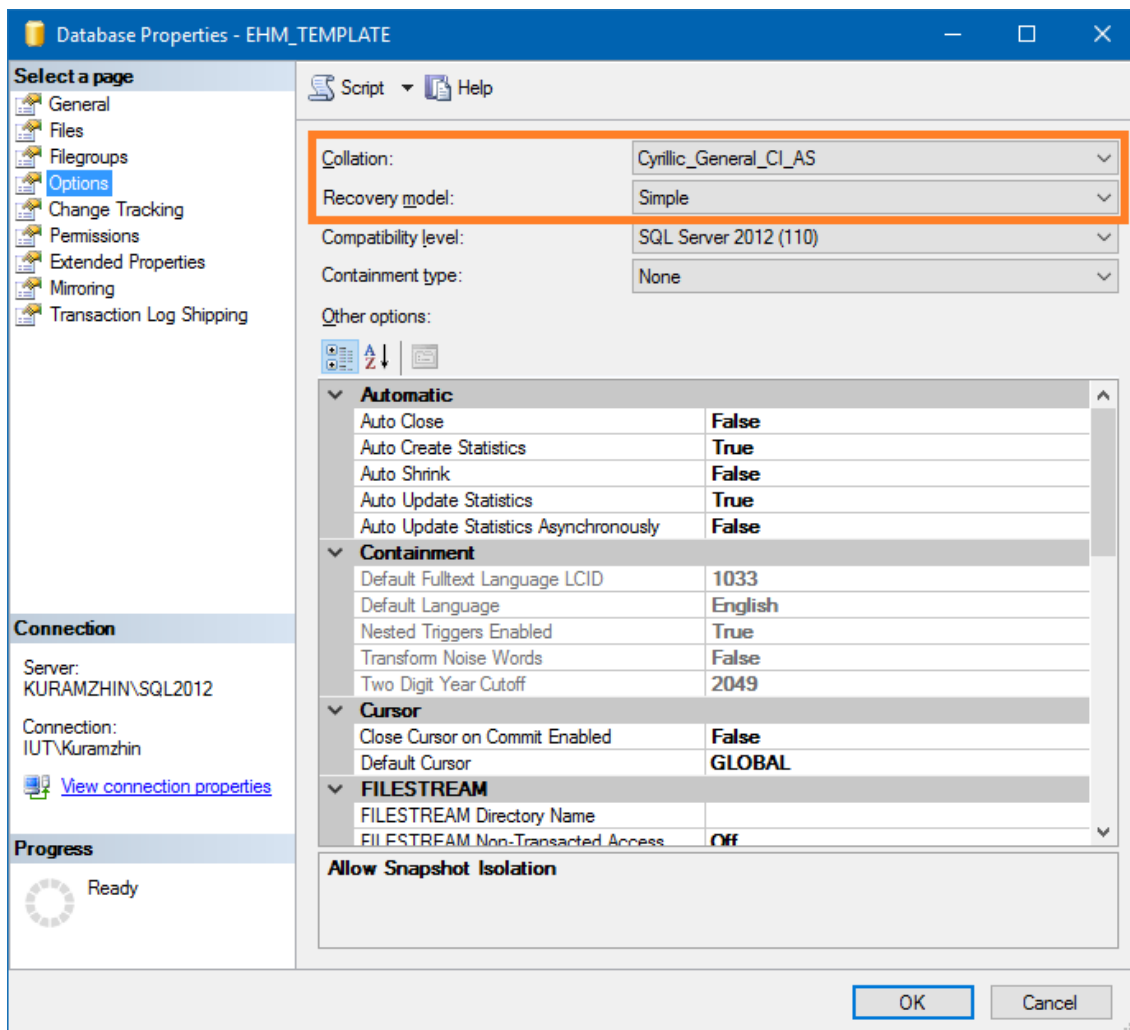 Database Properties - EHM_TEMPLATE
Select a page
General
Files
Filegroups
Options
Change Tracking
Permissions
Extended Properties
Mirroring
Transaction Log Shipping
Connection
Server:
KURAMZHIN\SQL2012
Connection:
IUT\Kuramzhin
View connection properties
Progress
Ready
Script Help
Collation: Cyrillic_General_CI_AS
Recovery model: Simple
Compatibility level: SQL Server 2012 (110)
Containment type: None
Other options:
Automatic
Auto Close False
Auto Create Statistics True
Auto Shrink False
Auto Update Statistics True
Auto Update Statistics Asynchronously False
Containment
Default Fulltext Language LCID 1033
Default Language English
Nested Triggers Enabled True
Transform Noise Words False
Two Digit Year Cutoff 2049
Cursor
Close Cursor on Commit Enabled False
Default Cursor GLOBAL
FILESTREAM
FILESTREAM Directory Name
FILESTREAM Non-Transacted Access Off
Allow Snapshot Isolation
OK Cancel